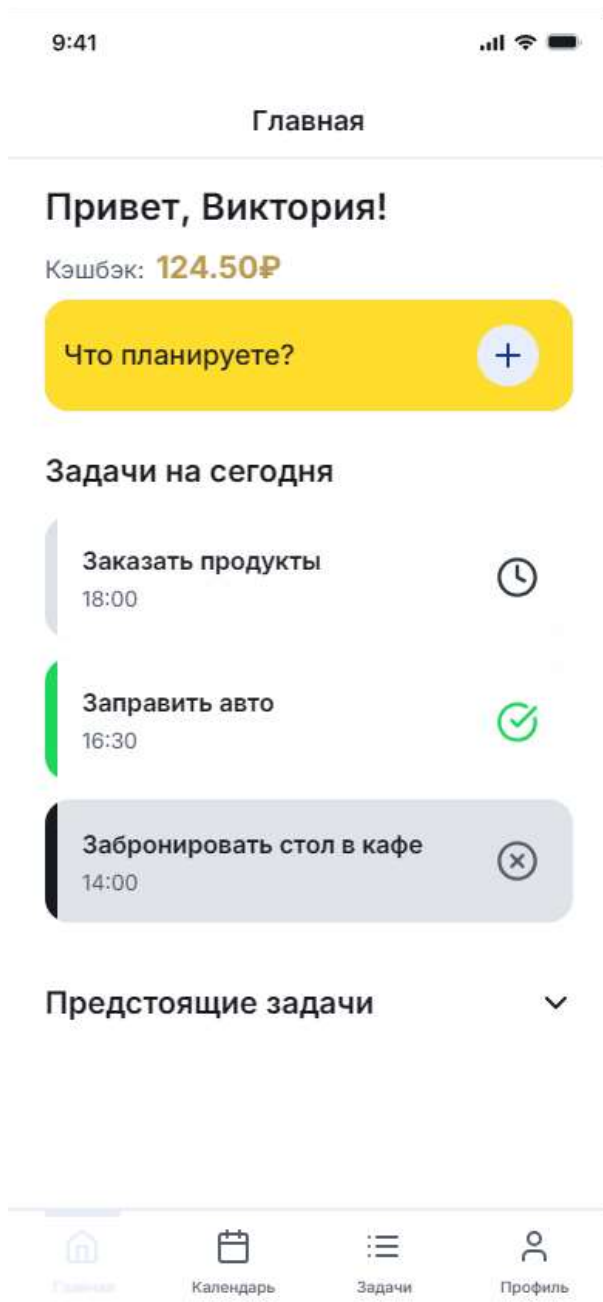 9:41
Главная
Привет, Виктория!
Кэшбэк: 124.50₽
Что планируете?
Задачи на сегодня
Заказать продукты
18:00
Заправить авто
16:30
Забронировать стол в кафе
14:00
Предстоящие задачи
Главная Календарь Задачи Профиль